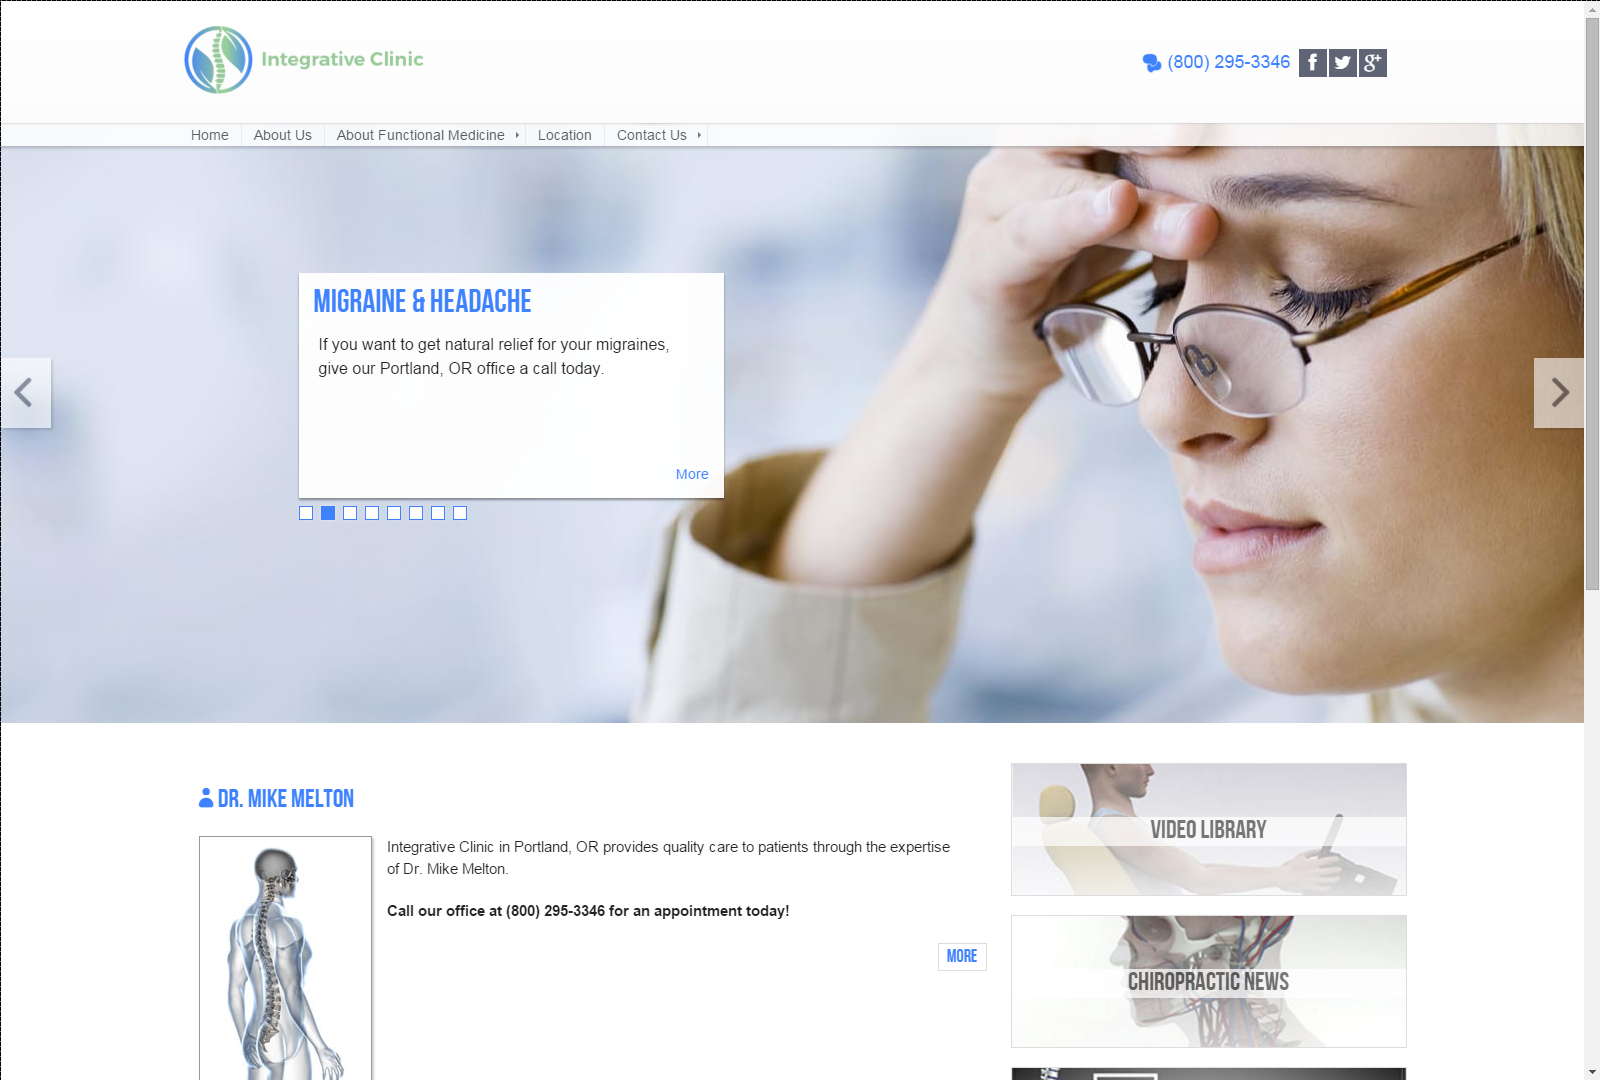 Integrative Clinic
(800) 295-3346
Home
About Us
About Functional Medicine
Location
Contact Us
MIGRAINE & HEADACHE
If you want to get natural relief for your migraines,
give our Portland, OR office a call today.
More
DR. MIKE MELTON
Integrative Clinic in Portland, OR provides quality care to patients through the expertise
of Dr. Mike Melton.
Call our office at (800) 295-3346 for an appointment today!
MORE
VIDEO LIBRARY
CHIROPRACTIC NEWS